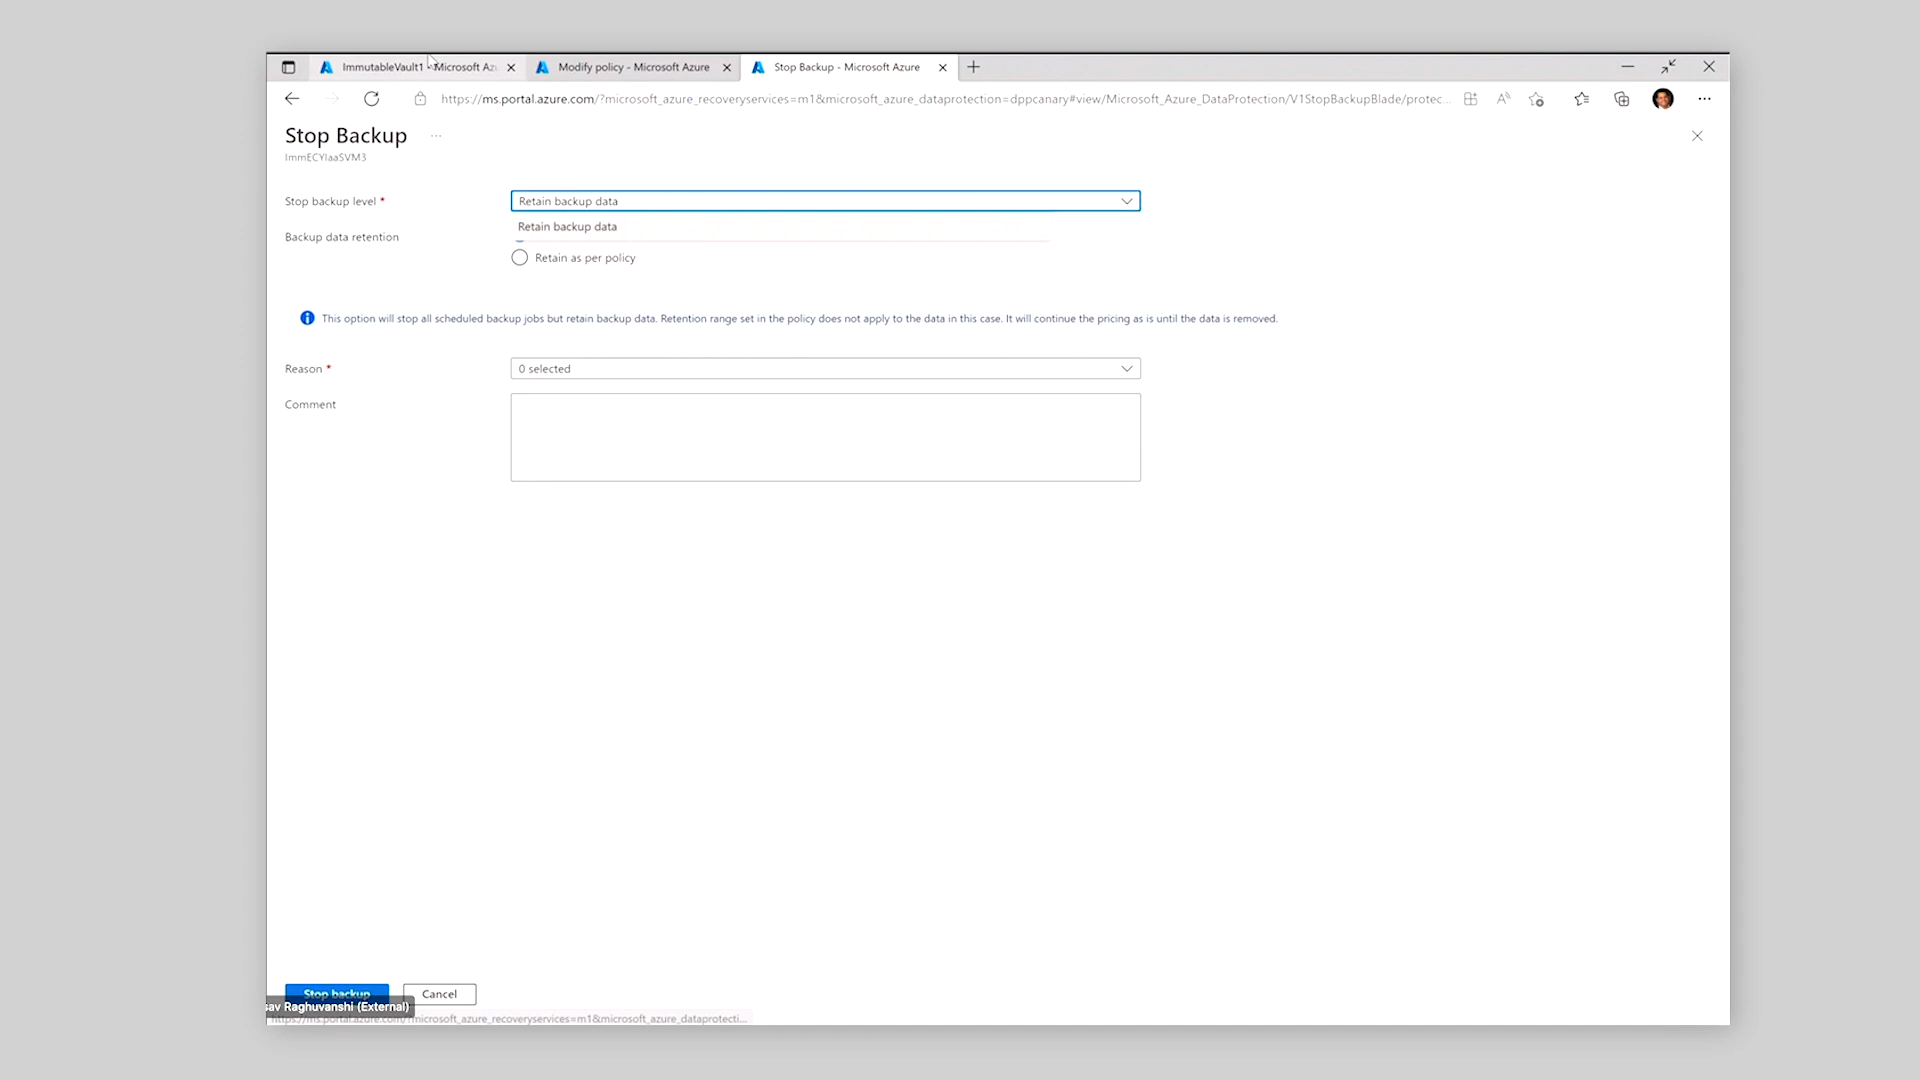 ImmutableVault1 - Microsoft Az
Modify policy - Microsoft Azure
Stop Backup - Microsoft Azure
https://ms.portal.azure.com/?microsoft_azure_recoveryservices=m1&microsoft_azure_dataprotection=dppcanary#view/Microsoft_Azure_DataProtection/V1StopBackupBlade/protec...
Stop Backup ...
ImmECYIaaSVM3
Stop backup level *
Retain backup data
Retain backup data
Backup data retention
Retain as per policy
This option will stop all scheduled backup jobs but retain backup data. Retention range set in the policy does not apply to the data in this case. It will continue the pricing as is until the data is removed.
Reason *
0 selected
Comment
Stop backup
Cancel
sav Raghuvanshi (External)
https://ms.portal.azure.com/?microsoft_azure_recoveryservices=m1&microsoft_azure_dataprotecti...